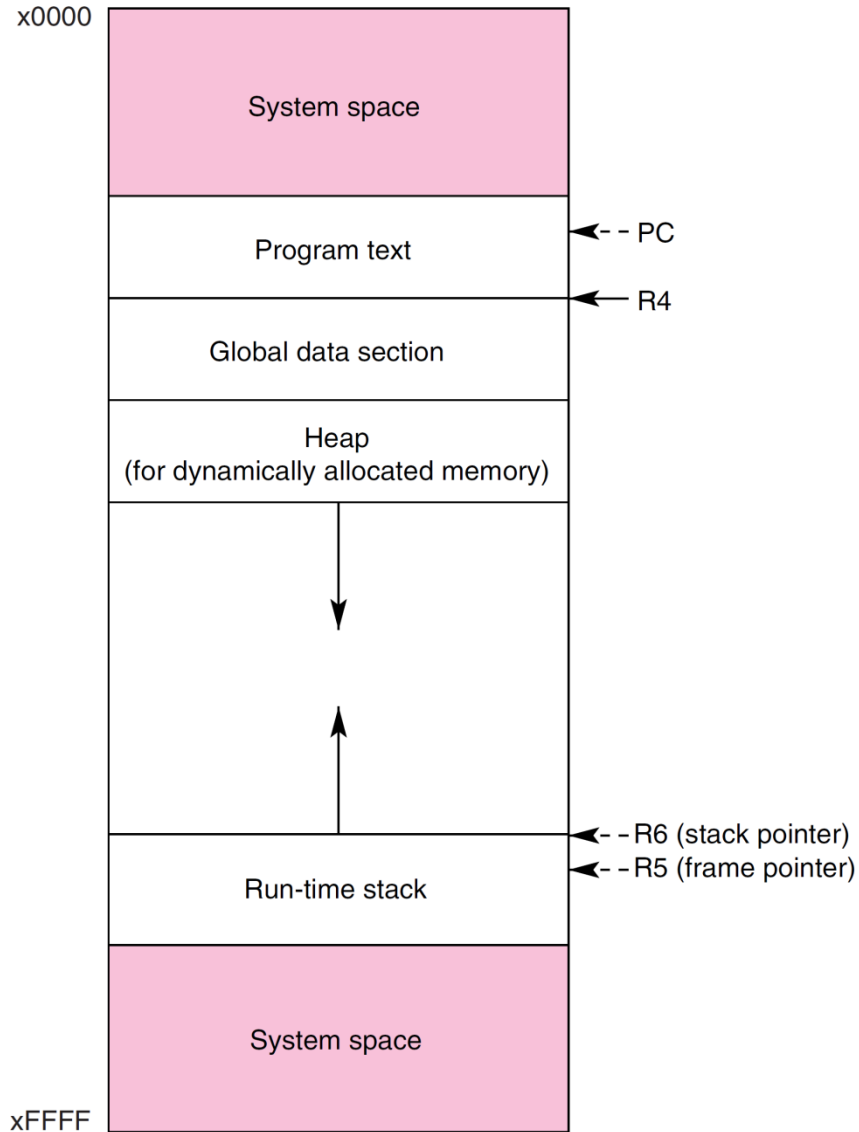 x0000
System space
PC
Program text
R4
Global data section
Heap
(for dynamically allocated memory)
R6 (stack pointer)
R5 (frame pointer)
Run-time stack
System space
xFFFF